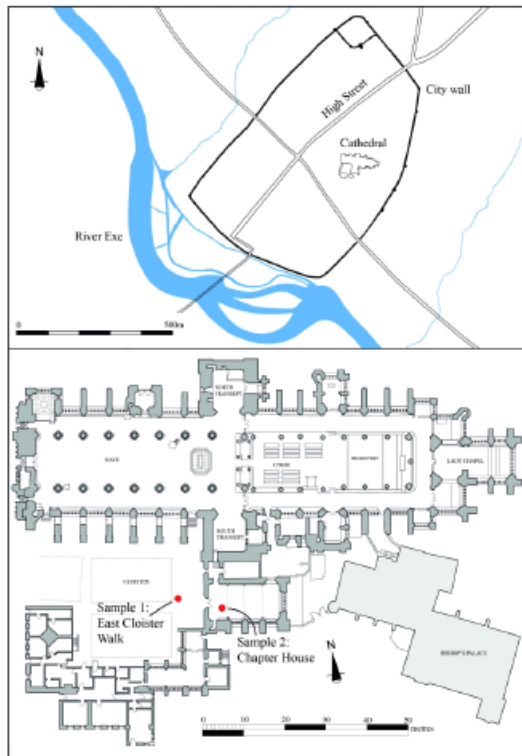 N
High Street
City wall
Cathedral
River Exe
0
500m
NORTH
TRANSEPT
NAVE
CHOIR
PRESBYTERY
LADY CHAPEL
SOUTH
TRANSEPT
CLOISTER
Sample 1:
East Cloister
Walk
Sample 2:
Chapter House
N
BISHOP'S PALACE
0
10
20
30
40
50
metres